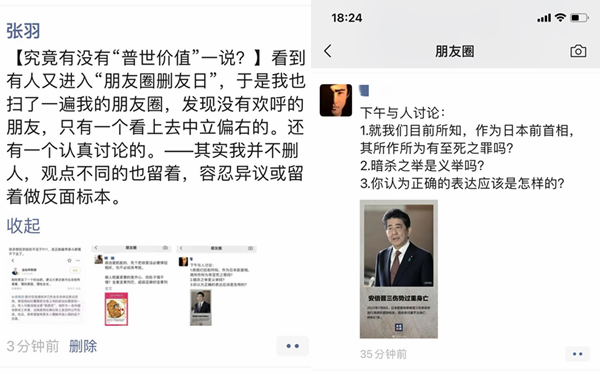 张羽
【究竟有没有“普世价值”一说？】看到
有人又进入“朋友圈删友日”，于是我也
扫了一遍我的朋友圈，发现没有欢呼的
朋友，只有一个看上去中立偏右的。还
有一个认真讨论的。——其实我并不删
人，观点不同的也留着，容忍异议或留
着做反面标本。
收起
朋友圈
朋友圈
3分钟前 删除
18:24
朋友圈
下午与人讨论：
1.就我们目前所知，作为日本前首相，
其所作所为有至死之罪吗？
2.暗杀之举是义举吗？
3.你认为正确的表达应该是怎样的？
安倍晋三伤势过重身亡
35分钟前